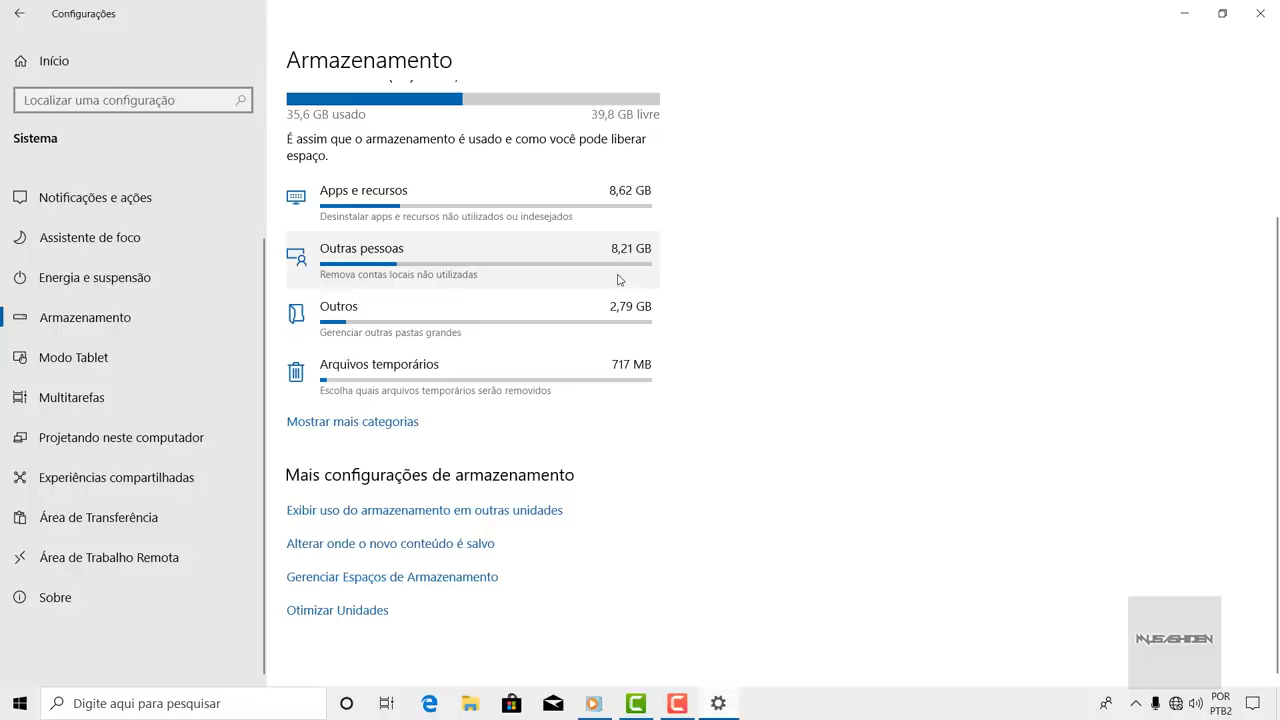 Configurações
Início
Localizar uma configuração
Sistema
Notificações e ações
Assistente de foco
Energia e suspensão
Armazenamento
Modo Tablet
Multitarefas
Projetando neste computador
Experiências compartilhadas
Área de Transferência
Área de Trabalho Remota
Sobre
Armazenamento
35,6 GB usado 39,8 GB livre
É assim que o armazenamento é usado e como você pode liberar
espaço.
Apps e recursos 8,62 GB
Desinstalar apps e recursos não utilizados ou indesejados
Outras pessoas 8,21 GB
Remova contas locais não utilizadas
Outros 2,79 GB
Gerenciar outras pastas grandes
Arquivos temporários 717 MB
Escolha quais arquivos temporários serão removidos
Mostrar mais categorias
Mais configurações de armazenamento
Exibir uso do armazenamento em outras unidades
Alterar onde o novo conteúdo é salvo
Gerenciar Espaços de Armazenamento
Otimizar Unidades
Digite aqui para pesquisar
POR
PTB2